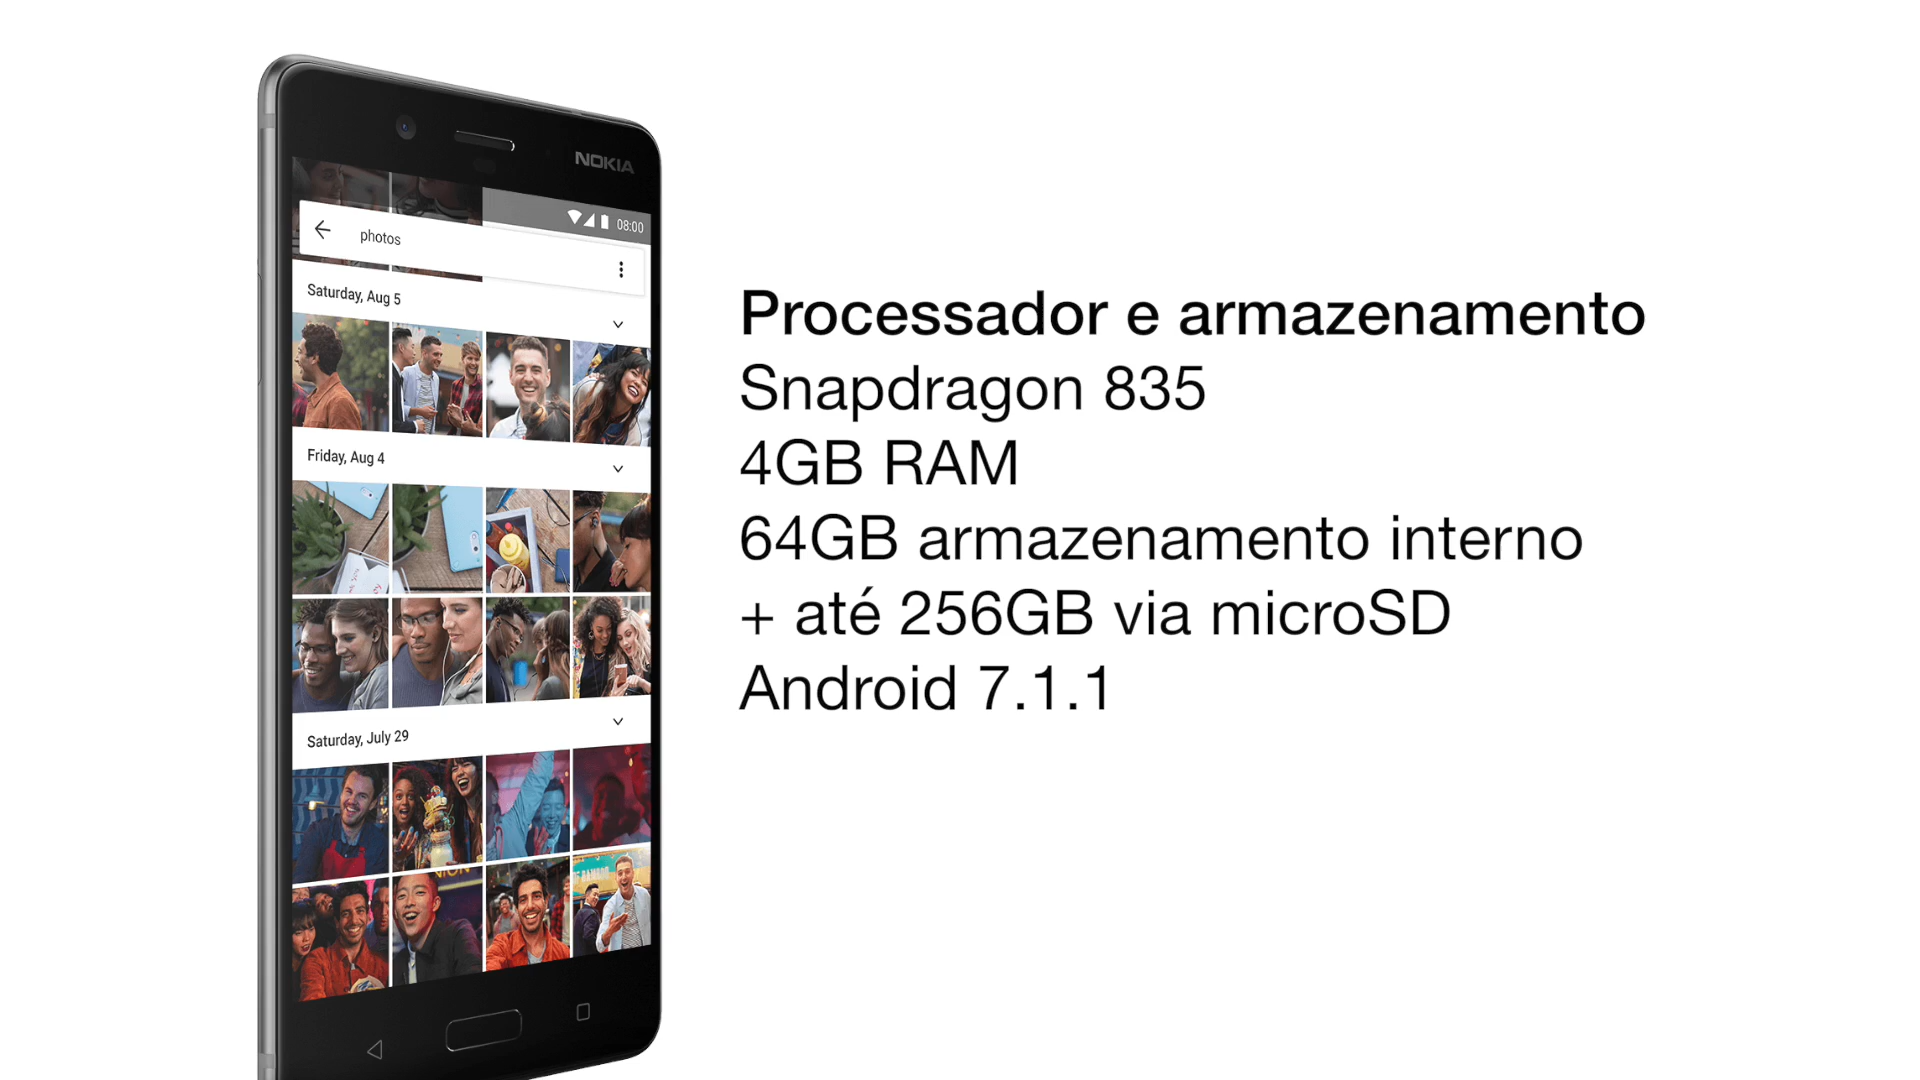 NOKIA
08:00
photos
Saturday, Aug 5
Friday, Aug 4
Saturday, July 29
Processador e armazenamento
Snapdragon 835
4GB RAM
64GB armazenamento interno
+ até 256GB via microSD
Android 7.1.1